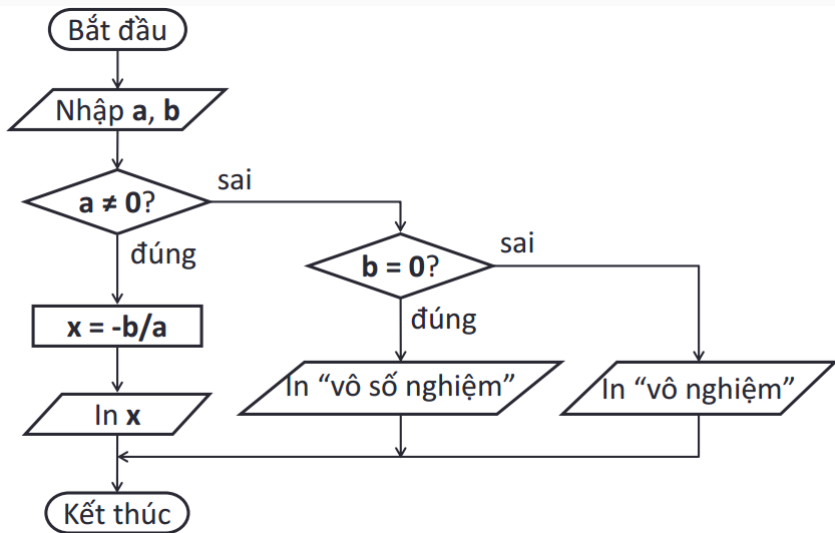 Bắt đầu
Nhập a, b
a ≠ 0?
sai
đúng
b = 0?
sai
đúng
x = -b/a
In x
In “vô số nghiệm”
In “vô nghiệm”
Kết thúc